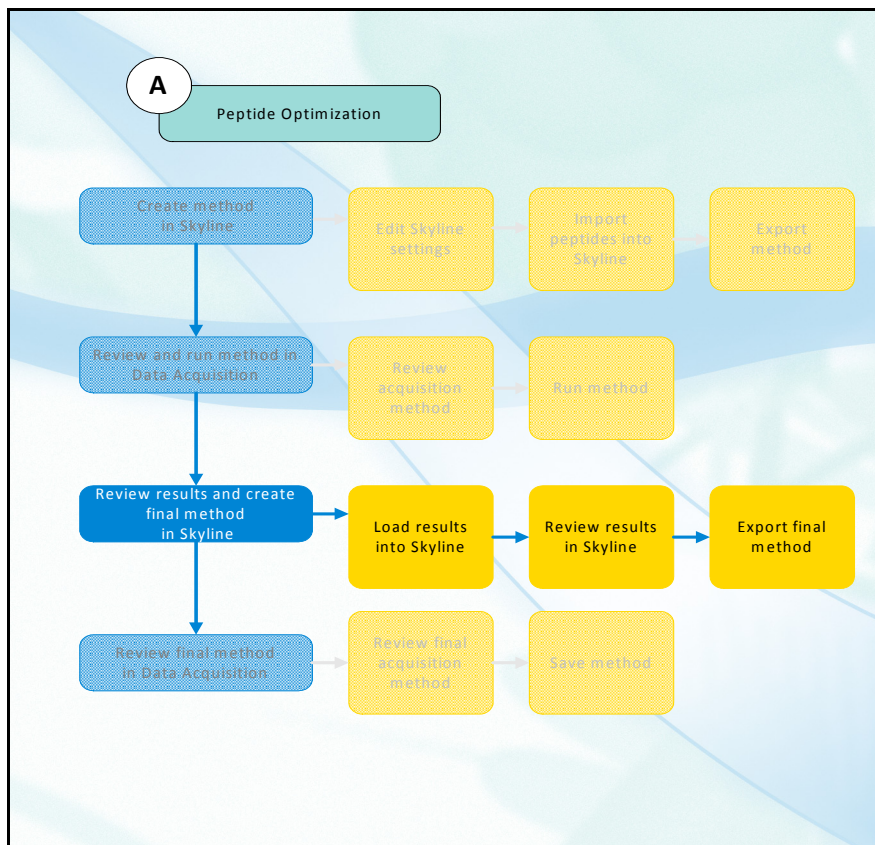 A
Peptide Optimization
Create method
in Skyline
Edit Skyline
settings
Import
peptides into
Skyline
Export
method
Review and run method in
Data Acquisition
Review
acquisition
method
Run method
Review results and create
final method
in Skyline
Load results
into Skyline
Review results
in Skyline
Export final
method
Review final method
in Data Acquisition
Review final
acquisition
method
Save method